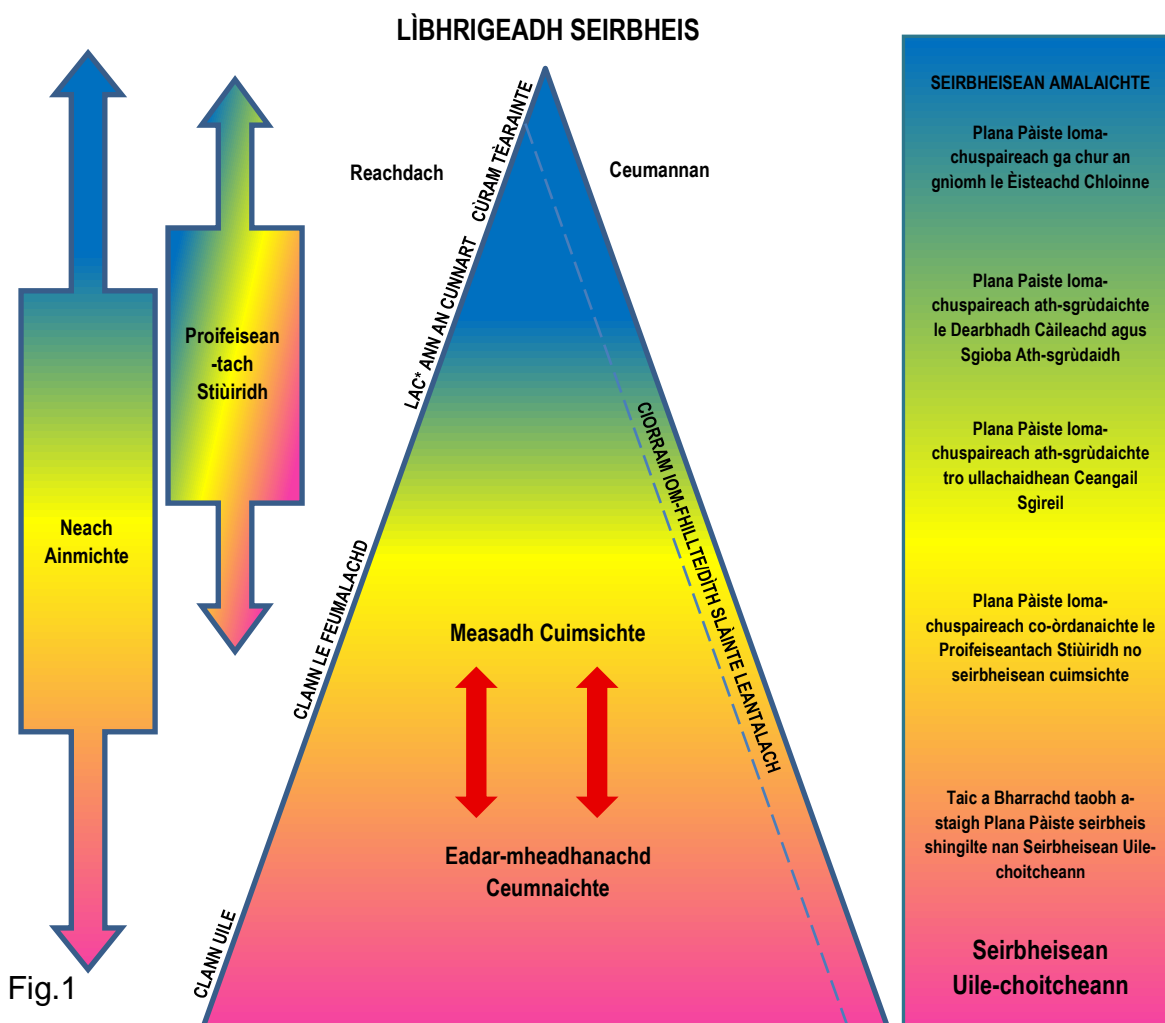 LÌBHRIGEADH SEIRBHEIS
Neach
Ainmichte
Proifeisean
-tach
Stiùiridh
Reachdach
Ceumannan
CÙRAM TÈARAINTE
LAC* ANN AN CUNNART
CLANN LE FEUMALACHD
CLANN UILE
CIORRAM IOM-FHILLTE/DÌTH SLÀINTE LEANTALACH
Measadh Cuimsichte
Eadar-mheadhanachd
Ceumnaichte
SEIRBHEISEAN AMALAICHTE
Plana Pàiste Ioma-
chuspaireach ga chur an
gnìomh le Èisteachd Chloinne
Plana Paiste Ioma-
chuspaireach ath-sgrùdaichte
le Dearbhadh Càileachd agus
Sgioba Ath-sgrùdaidh
Plana Pàiste Ioma-
chuspaireach ath-sgrùdaichte
tro ullachaidhean Ceangail
Sgìreil
Plana Pàiste Ioma-
chuspaireach co-òrdanaichte le
Proifeiseantach Stiùiridh no
seirbheisean cuimsichte
Taic a Bharrachd taobh a-
staigh Plana Pàiste seirbheis
shingilte nan Seirbheisean Uile-
choitcheann
Seirbheisean
Uile-choitcheann
Fig.1